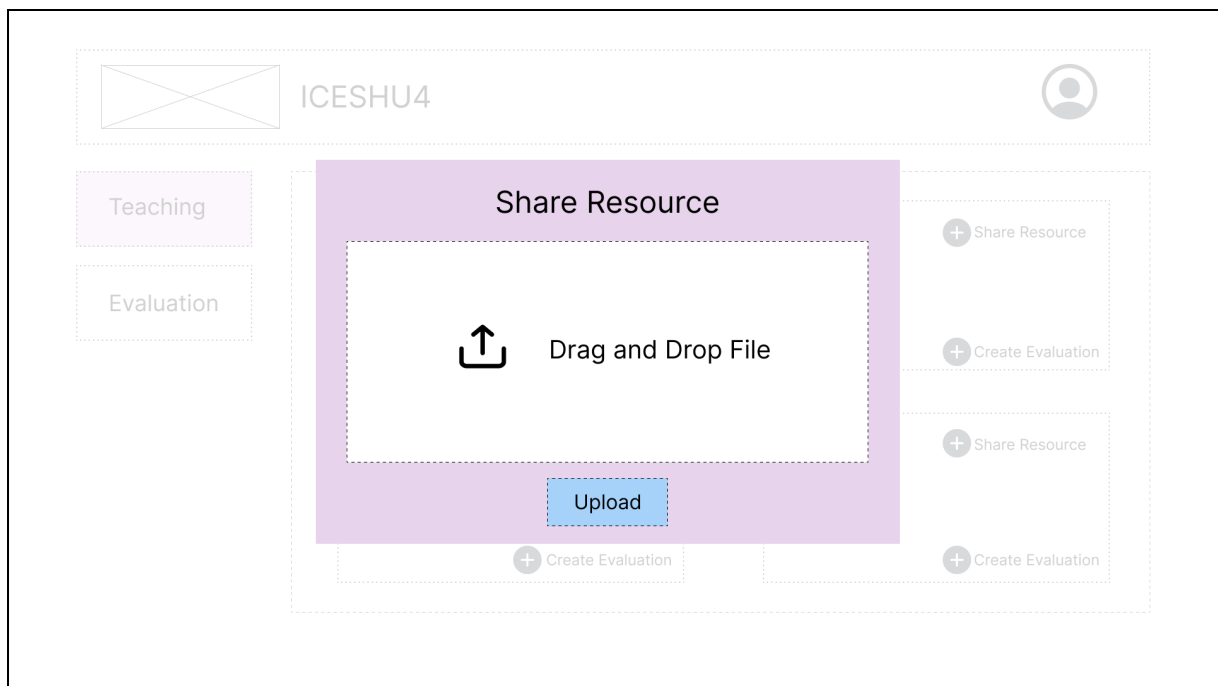 ICESHU4
Teaching
Evaluation
Share Resource
Drag and Drop File
Upload
Share Resource
Create Evaluation
Share Resource
Create Evaluation
Create Evaluation